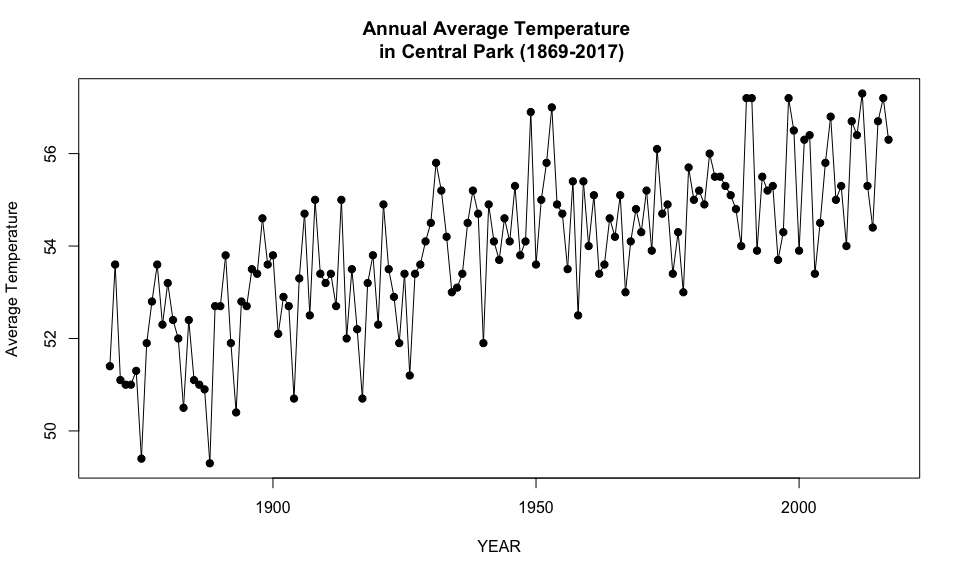 Annual Average Temperature
in Central Park (1869-2017)
Average Temperature
56
54
52
50
1900
1950
2000
YEAR